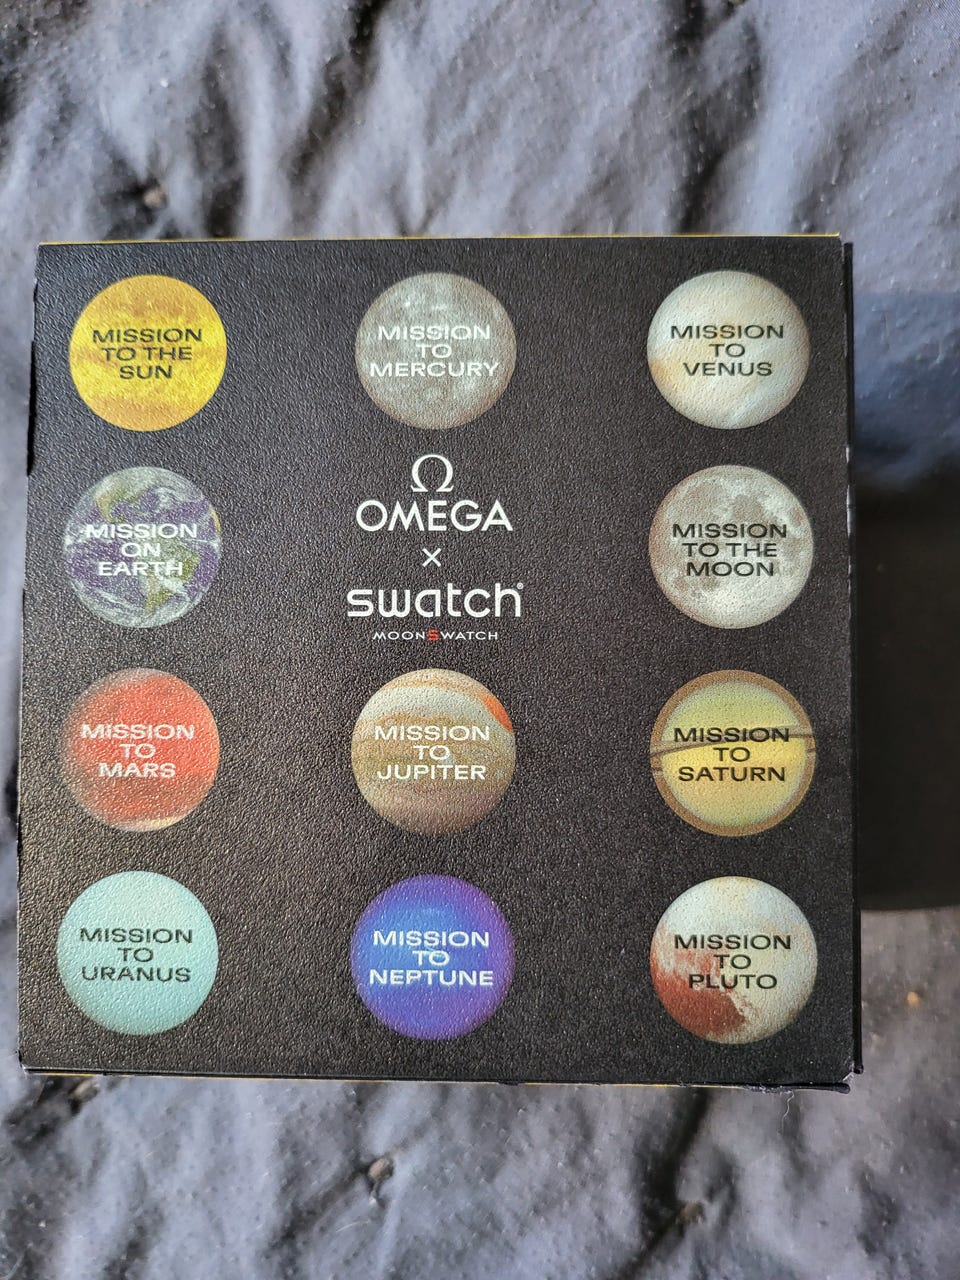 MISSION
TO THE
SUN
MISSION
TO
MERCURY
MISSION
TO
VENUS
MISSION
ON
EARTH
Ω
OMEGA
x
swatch
MOONSWATCH
MISSION
TO THE
MOON
MISSION
TO
MARS
MISSION
TO
JUPITER
MISSION
TO
SATURN
MISSION
TO
URANUS
MISSION
TO
NEPTUNE
MISSION
TO
PLUTO